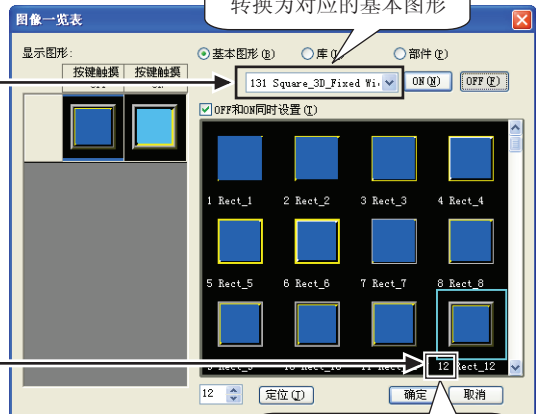 转换为对应的基本图形
图像一览表
显示图形:
基本图形(B) 库( 部件(P)
按键触摸 按键触摸
OFF
131 Square_3D_Fixed Wi ON(N) OFF(F)
OFF和ON同时设置(T)
1 Rect_1 2 Rect_2 3 Rect_3 4 Rect_4
5 Rect_5 6 Rect_6 7 Rect_7 8 Rect_8
12 Rect_12
12 定位(J) 确定 取消